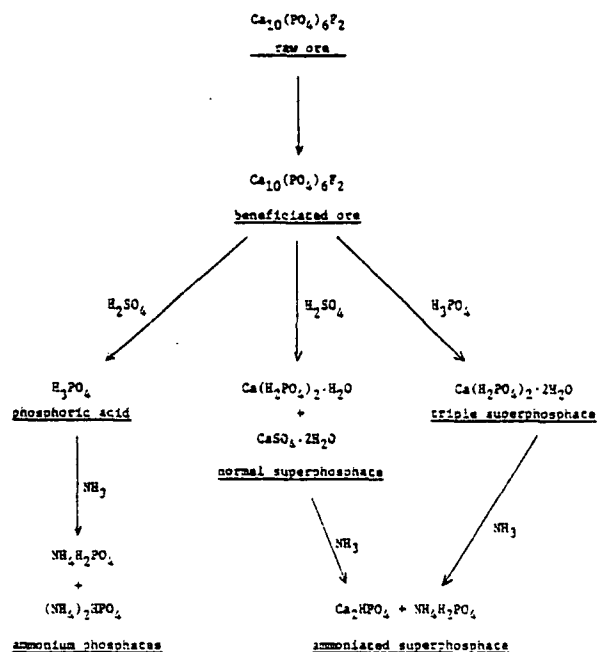 Ca10(PO4)6F2
raw ore
Ca10(PO4)6F2
beneficiated ore
H2SO4
H2SO4
H3PO4
H3PO4
phosphoric acid
Ca(H2PO4)2·H2O
+
CaSO4·2H2O
normal superphosphate
Ca(H2PO4)2·2H2O
triple superphosphate
NH3
NH3
NH3
NH4H2PO4
+
(NH4)2HPO4
ammonium phosphates
Ca2HPO4 + NH4H2PO4
ammoniated superphosphate